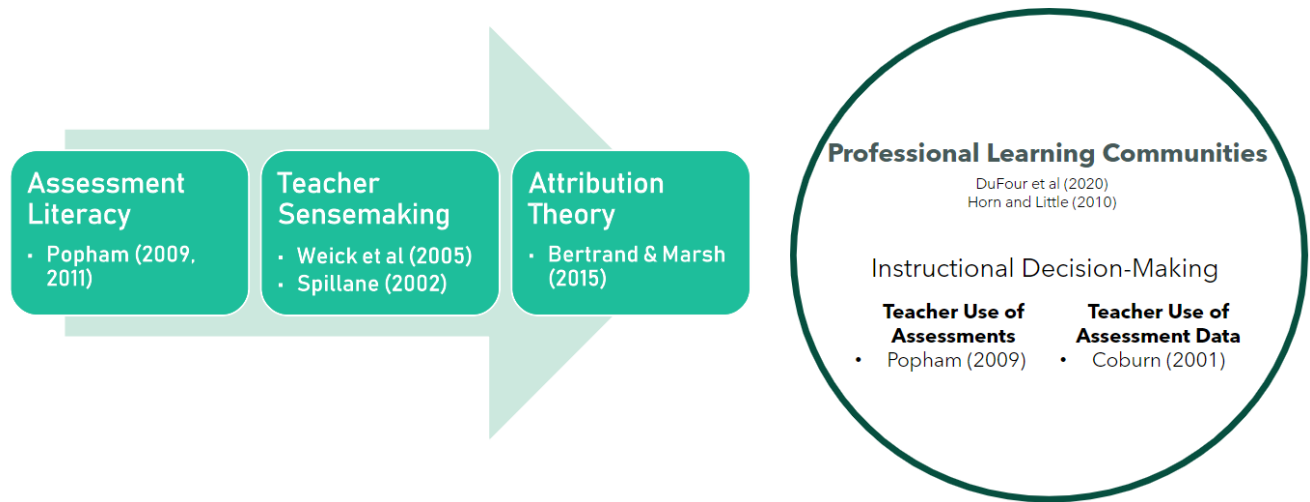 Assessment
Literacy
• Popham (2009,
2011)
Teacher
Sensemaking
• Weick et al (2005)
• Spillane (2002)
Attribution
Theory
• Bertrand & Marsh
(2015)
Professional Learning Communities
DuFour et al (2020)
Horn and Little (2010)
Instructional Decision-Making
Teacher Use of
Assessments
• Popham (2009)
Teacher Use of
Assessment Data
• Coburn (2001)